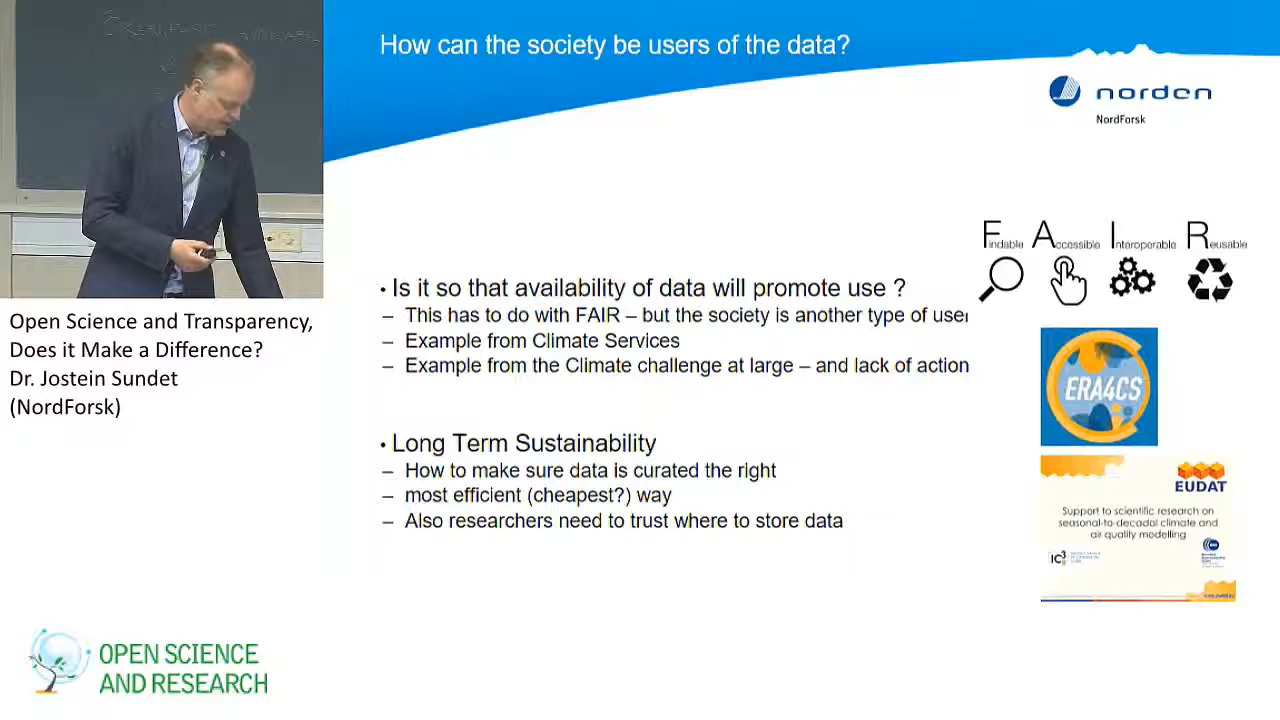 How can the society be users of the data?
norden
NordForsk
Findable Accessible Interoperable Reusable
• Is it so that availability of data will promote use ?
– This has to do with FAIR – but the society is another type of user
– Example from Climate Services
– Example from the Climate challenge at large – and lack of action
ERA4CS
• Long Term Sustainability
– How to make sure data is curated the right
– most efficient (cheapest?) way
– Also researchers need to trust where to store data
EUDAT
Support to scientific research on
seasonal-to-decadal climate and
air quality modelling
IC3
Open Science and Transparency,
Does it Make a Difference?
Dr. Jostein Sundet
(NordForsk)
OPEN SCIENCE
AND RESEARCH